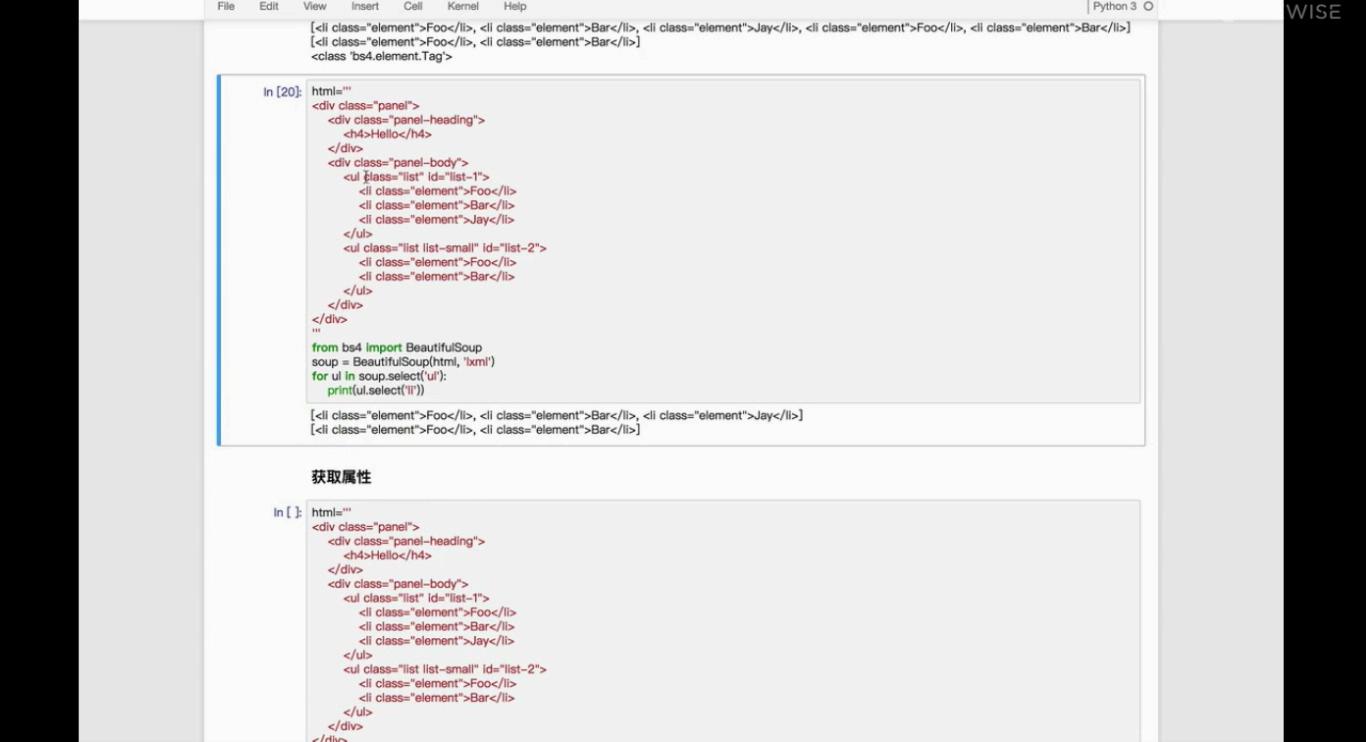 File Edit View Insert Cell Kernel Help Python 3
WISE
[<li class="element">Foo</li>, <li class="element">Bar</li>, <li class="element">Jay</li>, <li class="element">Foo</li>, <li class="element">Bar</li>]
[<li class="element">Foo</li>, <li class="element">Bar</li>]
<class 'bs4.element.Tag'>
In [20]: html='''
<div class="panel">
<div class="panel-heading">
<h4>Hello</h4>
</div>
<div class="panel-body">
<ul class="list" id="list-1">
<li class="element">Foo</li>
<li class="element">Bar</li>
<li class="element">Jay</li>
</ul>
<ul class="list list-small" id="list-2">
<li class="element">Foo</li>
<li class="element">Bar</li>
</ul>
</div>
</div>
'''
from bs4 import BeautifulSoup
soup = BeautifulSoup(html, 'lxml')
for ul in soup.select('ul'):
print(ul.select('li'))
[<li class="element">Foo</li>, <li class="element">Bar</li>, <li class="element">Jay</li>]
[<li class="element">Foo</li>, <li class="element">Bar</li>]
获取属性
In [ ]: html='''
<div class="panel">
<div class="panel-heading">
<h4>Hello</h4>
</div>
<div class="panel-body">
<ul class="list" id="list-1">
<li class="element">Foo</li>
<li class="element">Bar</li>
<li class="element">Jay</li>
</ul>
<ul class="list list-small" id="list-2">
<li class="element">Foo</li>
<li class="element">Bar</li>
</ul>
</div>
</div>